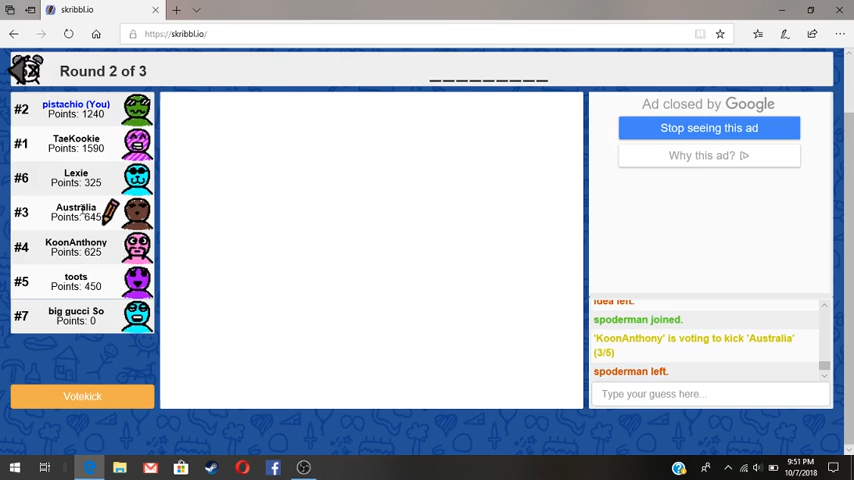 skribbl.io
https://skribbl.io/
Round 2 of 3
_________
#2 pistachio (You)
Points: 1240
#1 TaeKookie
Points: 1590
#6 Lexie
Points: 325
#3 Australia
Points: 645
#4 KoonAnthony
Points: 625
#5 toots
Points: 450
#7 big gucci So
Points: 0
Votekick
Ad closed by Google
Stop seeing this ad
Why this ad?
idea left.
spoderman joined.
'KoonAnthony' is voting to kick 'Australia'
(3/5)
spoderman left.
Type your guess here...
9:51 PM
10/7/2018